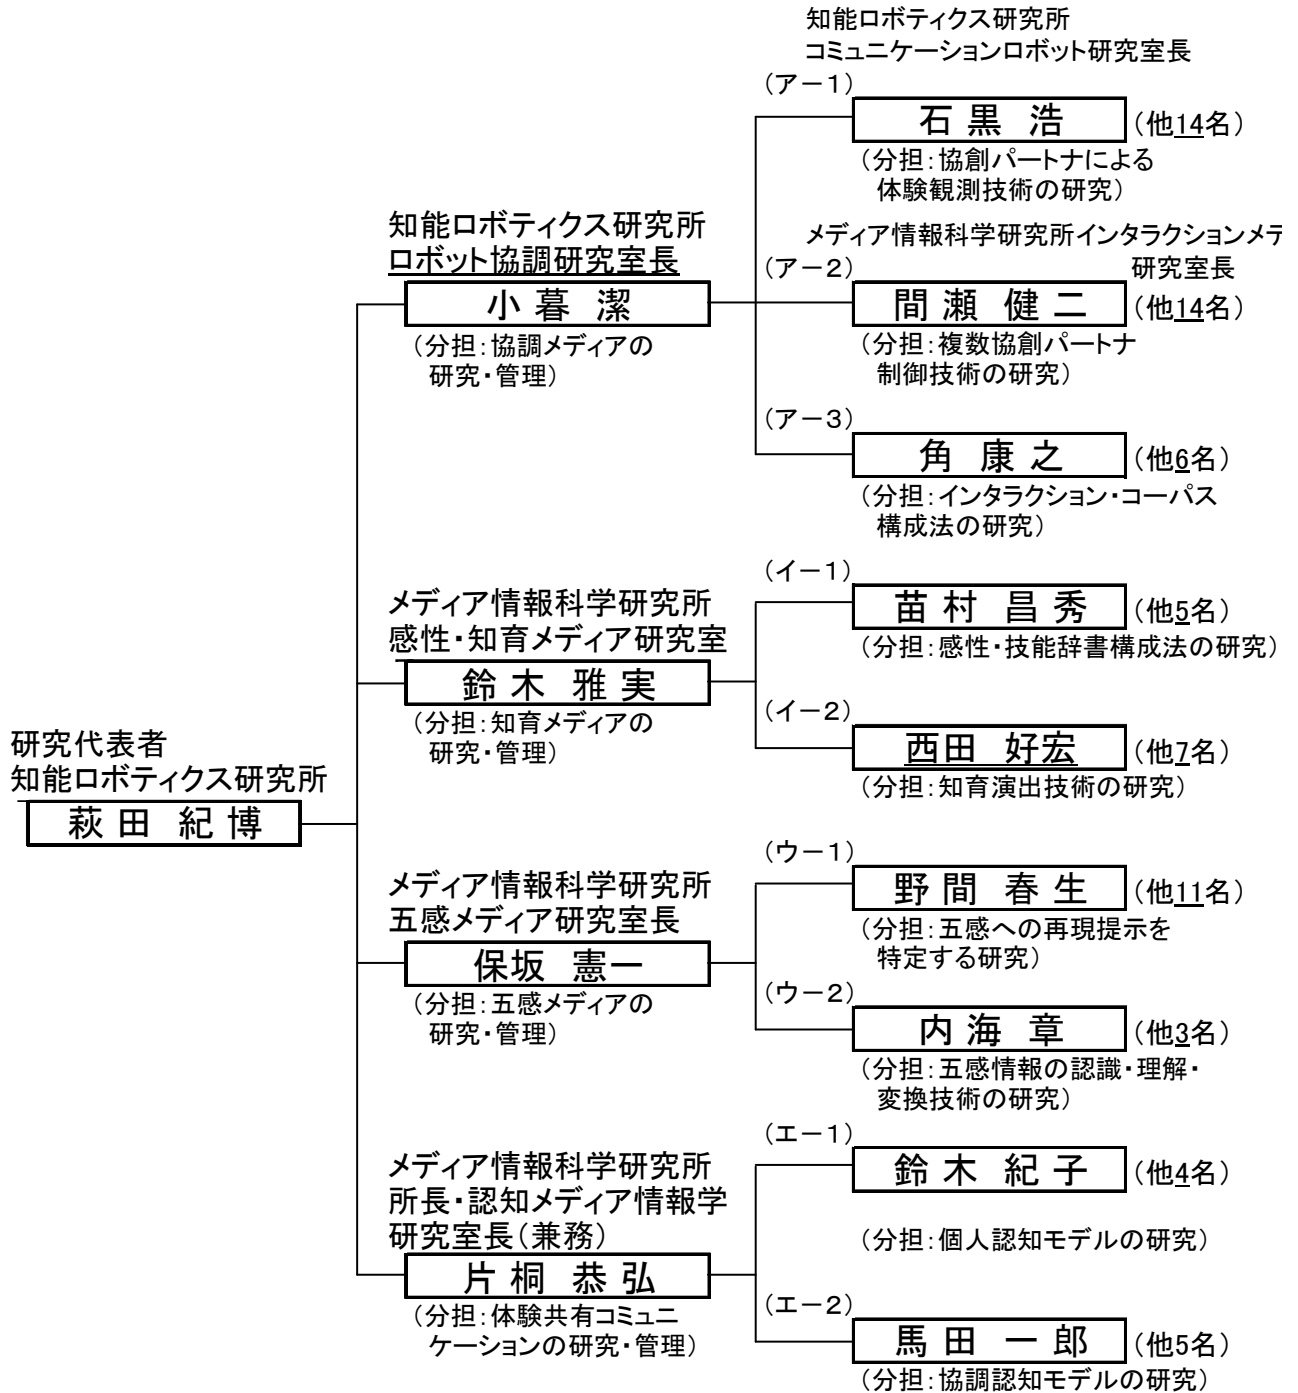 知能ロボティクス研究所
コミュニケーションロボット研究室長
(ア－1)
石黒 浩 (他14名)
(分担:協創パートナによる
体験観測技術の研究)
知能ロボティクス研究所
ロボット協調研究室長
小暮 潔
(分担:協調メディアの
研究・管理)
メディア情報科学研究所インタラクションメデ
研究室長
(ア－2)
間瀬 健二 (他14名)
(分担:複数協創パートナ
制御技術の研究)
(ア－3)
角 康之 (他6名)
(分担:インタラクション・コーパス
構成法の研究)
メディア情報科学研究所
感性・知育メディア研究室
鈴木 雅実
(分担:知育メディアの
研究・管理)
(イ－1)
苗村 昌秀 (他5名)
(分担:感性・技能辞書構成法の研究)
(イ－2)
西田 好宏 (他7名)
(分担:知育演出技術の研究)
研究代表者
知能ロボティクス研究所
萩田 紀博
メディア情報科学研究所
五感メディア研究室長
保坂 憲一
(分担:五感メディアの
研究・管理)
(ウ－1)
野間 春生 (他11名)
(分担:五感への再現提示を
特定する研究)
(ウ－2)
内海 章 (他3名)
(分担:五感情報の認識・理解・
変換技術の研究)
メディア情報科学研究所
所長・認知メディア情報学
研究室長(兼務)
片桐 恭弘
(分担:体験共有コミュニ
ケーションの研究・管理)
(エ－1)
鈴木 紀子 (他4名)
(分担:個人認知モデルの研究)
(エ－2)
馬田 一郎 (他5名)
(分担:協調認知モデルの研究)